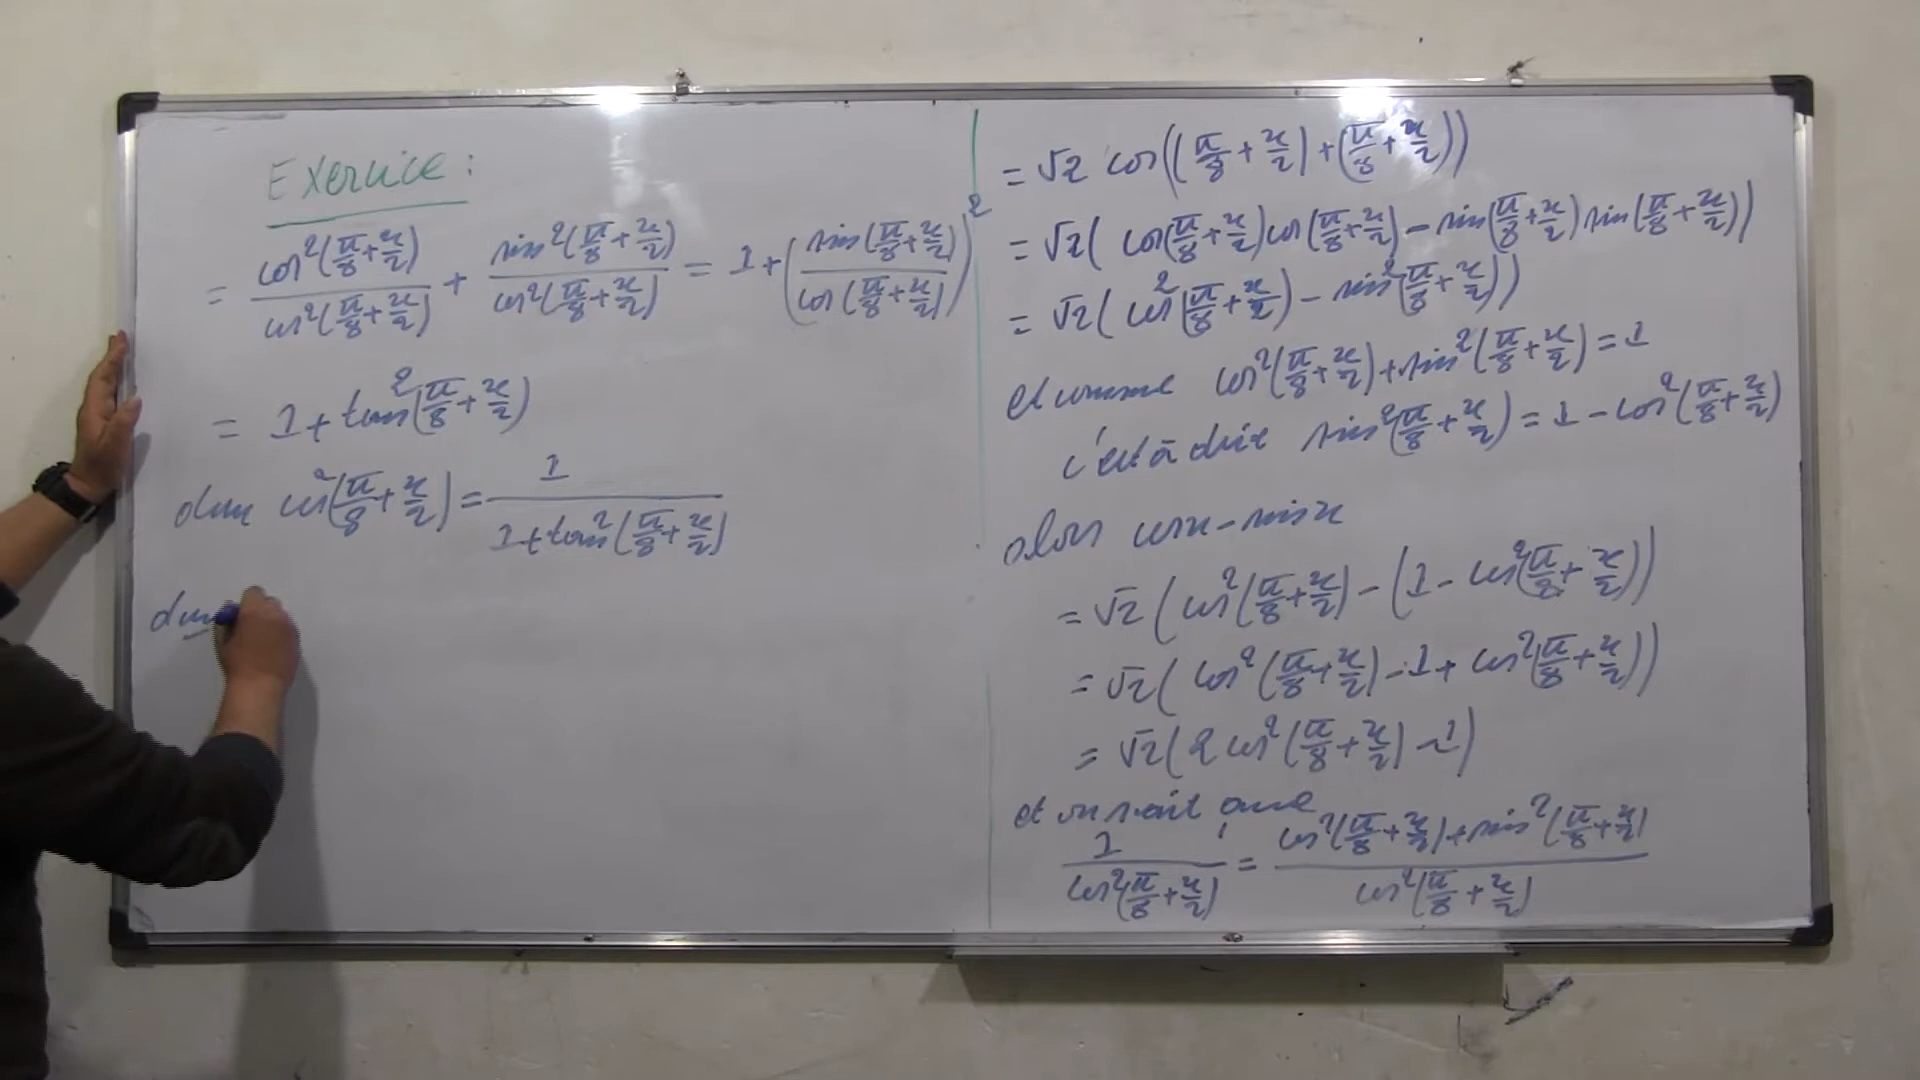 Exercice :
= cos²(π/8+x/2)/cos²(π/8+x/2) + sin²(π/8+x/2)/cos²(π/8+x/2) = 1+(sin(π/8+x/2)/cos(π/8+x/2))²
= 1+tan²(π/8+x/2)
donc cos²(π/8+x/2) = 1/(1+tan²(π/8+x/2))
donc
= √2 cos((π/8+x/2)+(π/8+x/2))
= √2( cos(π/8+x/2)cos(π/8+x/2) - sin(π/8+x/2)sin(π/8+x/2))
= √2( cos²(π/8+x/2) - sin²(π/8+x/2))
et comme cos²(π/8+x/2)+sin²(π/8+x/2) = 1
c'est à dire sin²(π/8+x/2) = 1 - cos²(π/8+x/2)
alors cosx-sinx
= √2( cos²(π/8+x/2) - (1 - cos²(π/8+x/2))
= √2( cos²(π/8+x/2) - 1 + cos²(π/8+x/2))
= √2( 2cos²(π/8+x/2) - 1)
et on sait que
1/cos²(π/8+x/2) = (cos²(π/8+x/2)+sin²(π/8+x/2))/cos²(π/8+x/2)